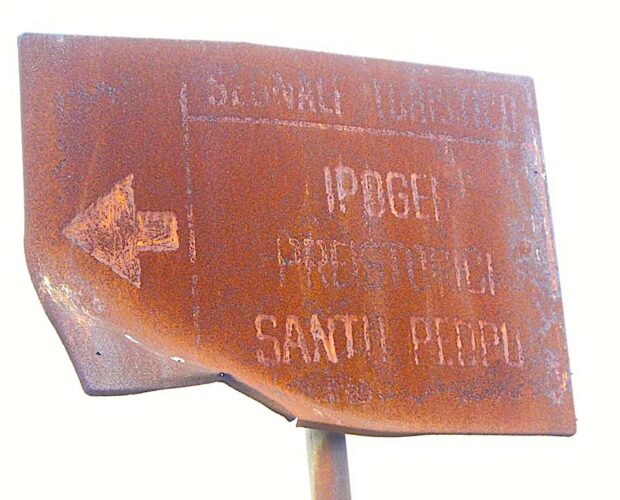 SEGNALE TURISTICO
IPOGEI
PREISTORICI
SANTU PEDRU